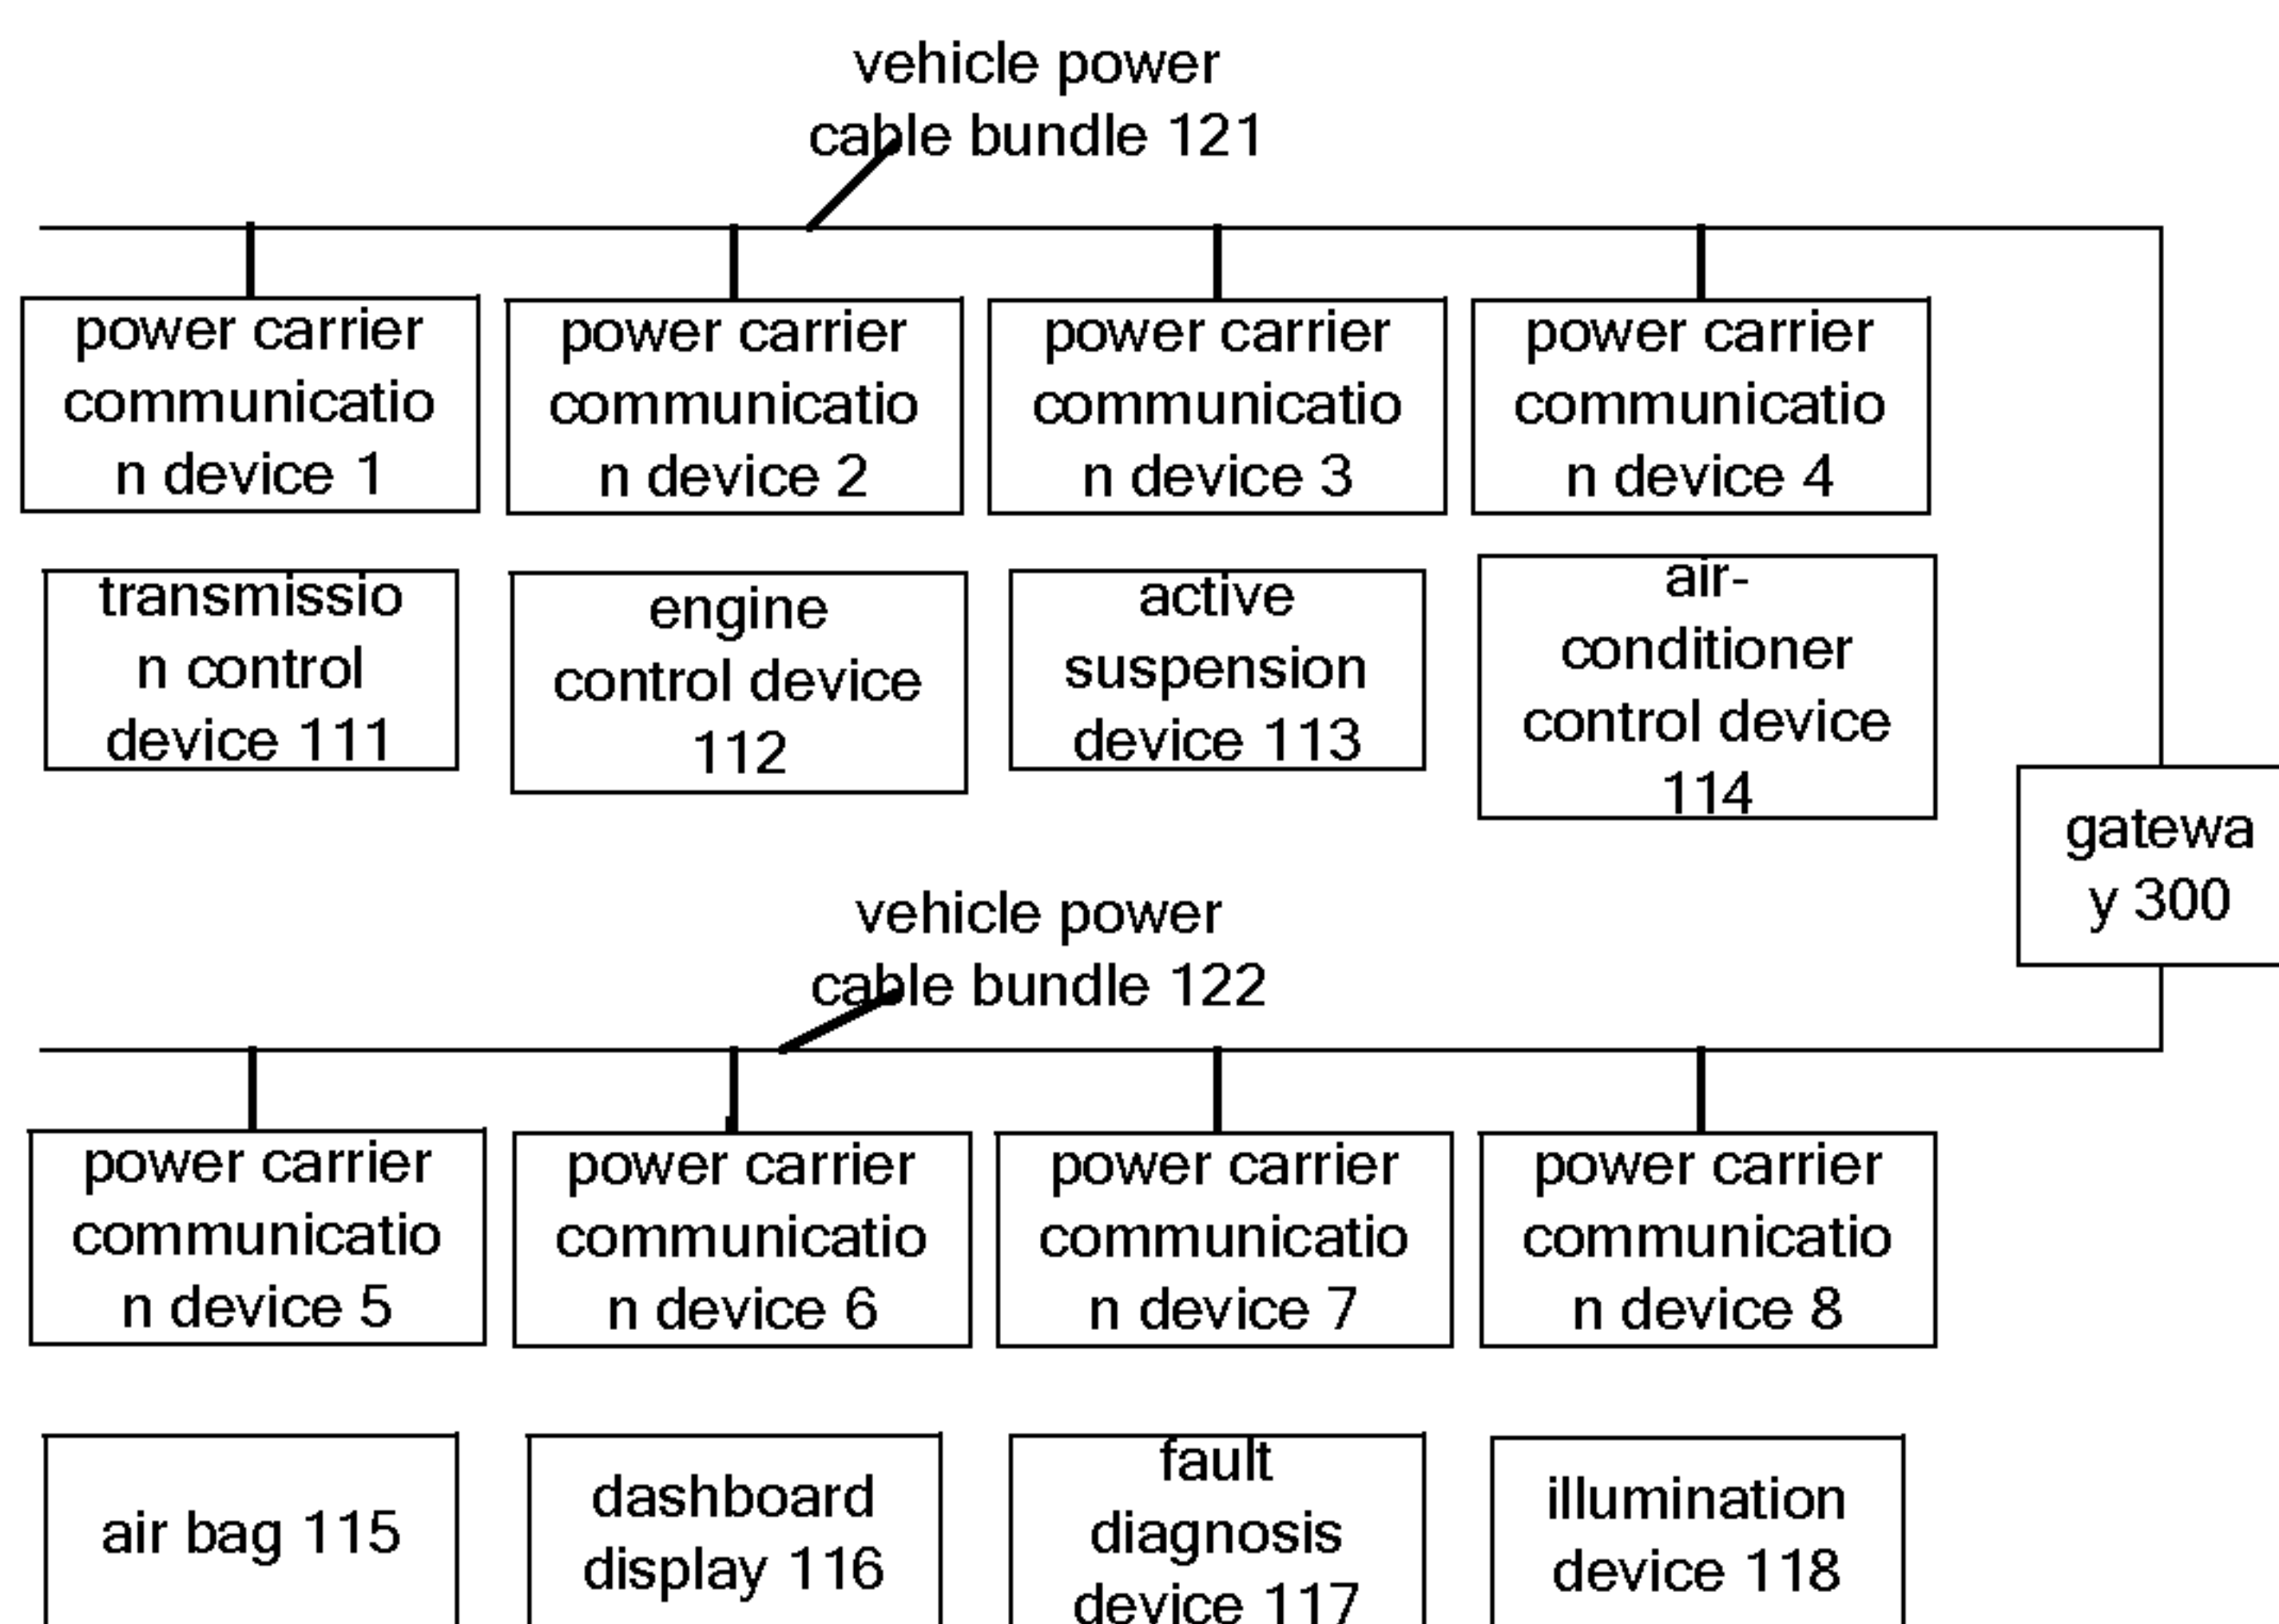 vehicle power
cable bundle 121
power carrier
communicatio
n device 1
power carrier
communicatio
n device 2
power carrier
communicatio
n device 3
power carrier
communicatio
n device 4
transmissio
n control
device 111
engine
control device
112
active
suspension
device 113
air-
conditioner
control device
114
gatewa
y 300
vehicle power
cable bundle 122
power carrier
communicatio
n device 5
power carrier
communicatio
n device 6
power carrier
communicatio
n device 7
power carrier
communicatio
n device 8
air bag 115
dashboard
display 116
fault
diagnosis
device 117
illumination
device 118